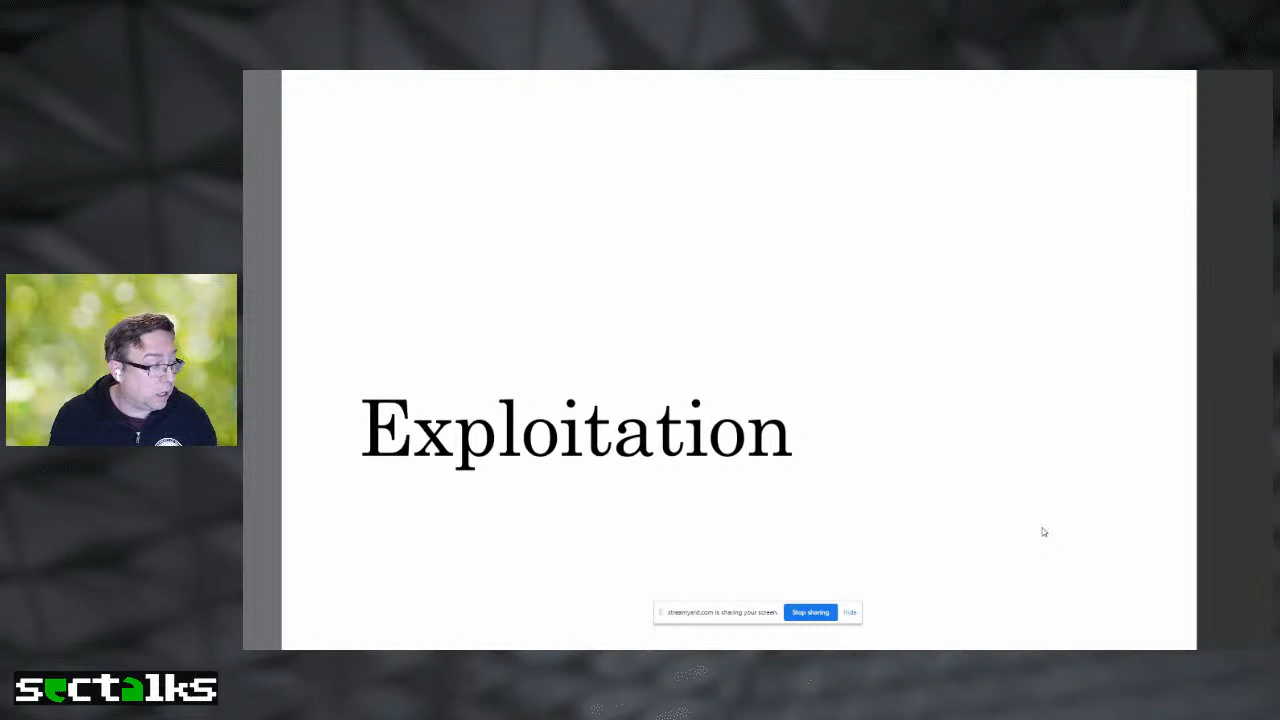 Exploitation
streamyard.com is sharing your screen.
Stop sharing
Hide
sectalks